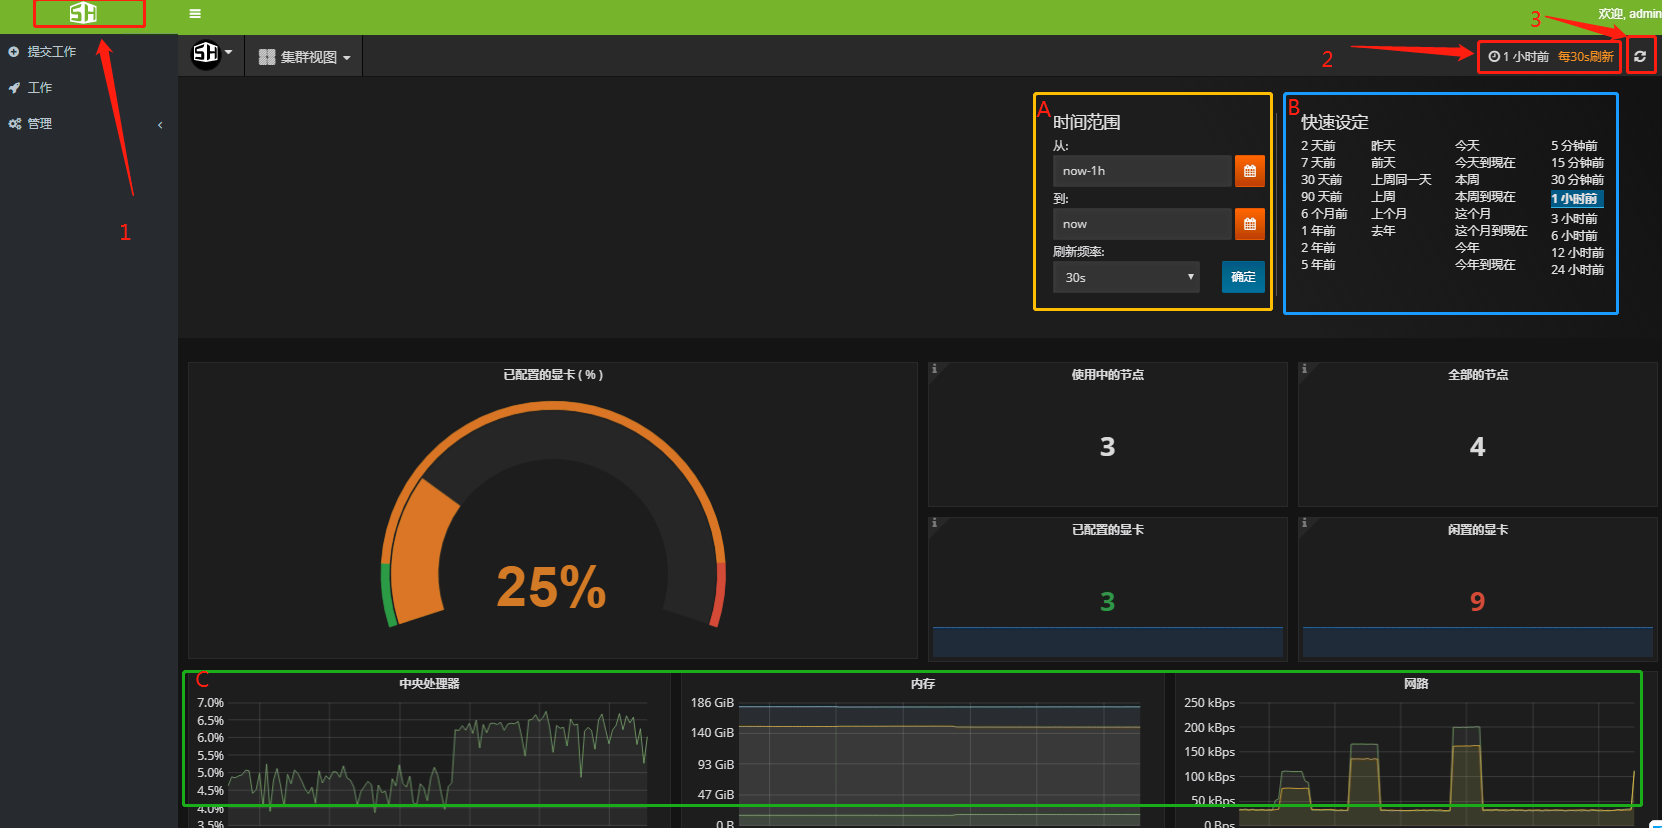 SH
欢迎, admin
3
提交工作
SH
集群视图
2
1 小时前 每30s刷新
工作
管理
1
A
时间范围
从:
now-1h
到:
now
刷新频率:
30s
确定
B
快速设定
2 天前 昨天 今天 5 分钟前
7 天前 前天 今天到现在 15 分钟前
30 天前 上周同一天 本周 30 分钟前
90 天前 上周 本周到现在 1 小时前
6 个月前 上个月 这个月 3 小时前
1 年前 去年 这个月到现在 6 小时前
2 年前 今年 12 小时前
5 年前 今年到现在 24 小时前
已配置的显卡 ( % )
25%
使用中的节点
3
全部的节点
4
已配置的显卡
3
闲置的显卡
9
C
中央处理器
7.0%
6.5%
6.0%
5.5%
5.0%
4.5%
4.0%
3.5%
内存
186 GiB
140 GiB
93 GiB
47 GiB
0 B
网路
250 kBps
200 kBps
150 kBps
100 kBps
50 kBps
0 Bps